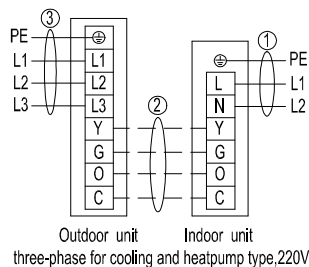 ③ ①
PE PE
L1 L1 L L1
L2 L2 N L2
L3 L3
②
Y Y
G G
O O
C C
Outdoor unit Indoor unit
three-phase for cooling and heatpump type,220V